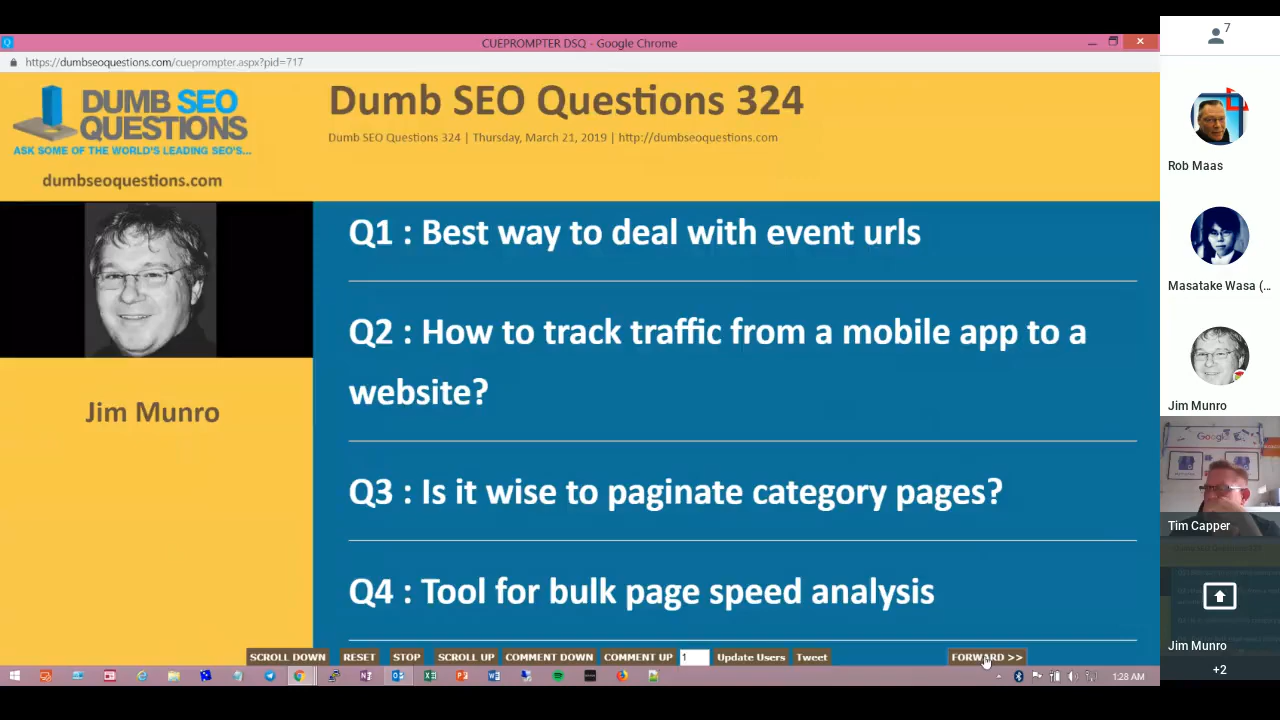 CUEPROMPTER DSQ - Google Chrome
7
https://dumbseoquestions.com/cueprompter.aspx?pid=717
DUMB SEO
QUESTIONS
ASK SOME OF THE WORLD'S LEADING SEO'S...
dumbseoquestions.com
Dumb SEO Questions 324
Dumb SEO Questions 324 | Thursday, March 21, 2019 | http://dumbseoquestions.com
Jim Munro
Q1 : Best way to deal with event urls
Q2 : How to track traffic from a mobile app to a
website?
Q3 : Is it wise to paginate category pages?
Q4 : Tool for bulk page speed analysis
SCROLL DOWN RESET STOP SCROLL UP COMMENT DOWN COMMENT UP 1 Update Users Tweet FORWARD >>
1:28 AM
Rob Maas
Masatake Wasa (...
Jim Munro
Google
Tim Capper
Jim Munro
+2